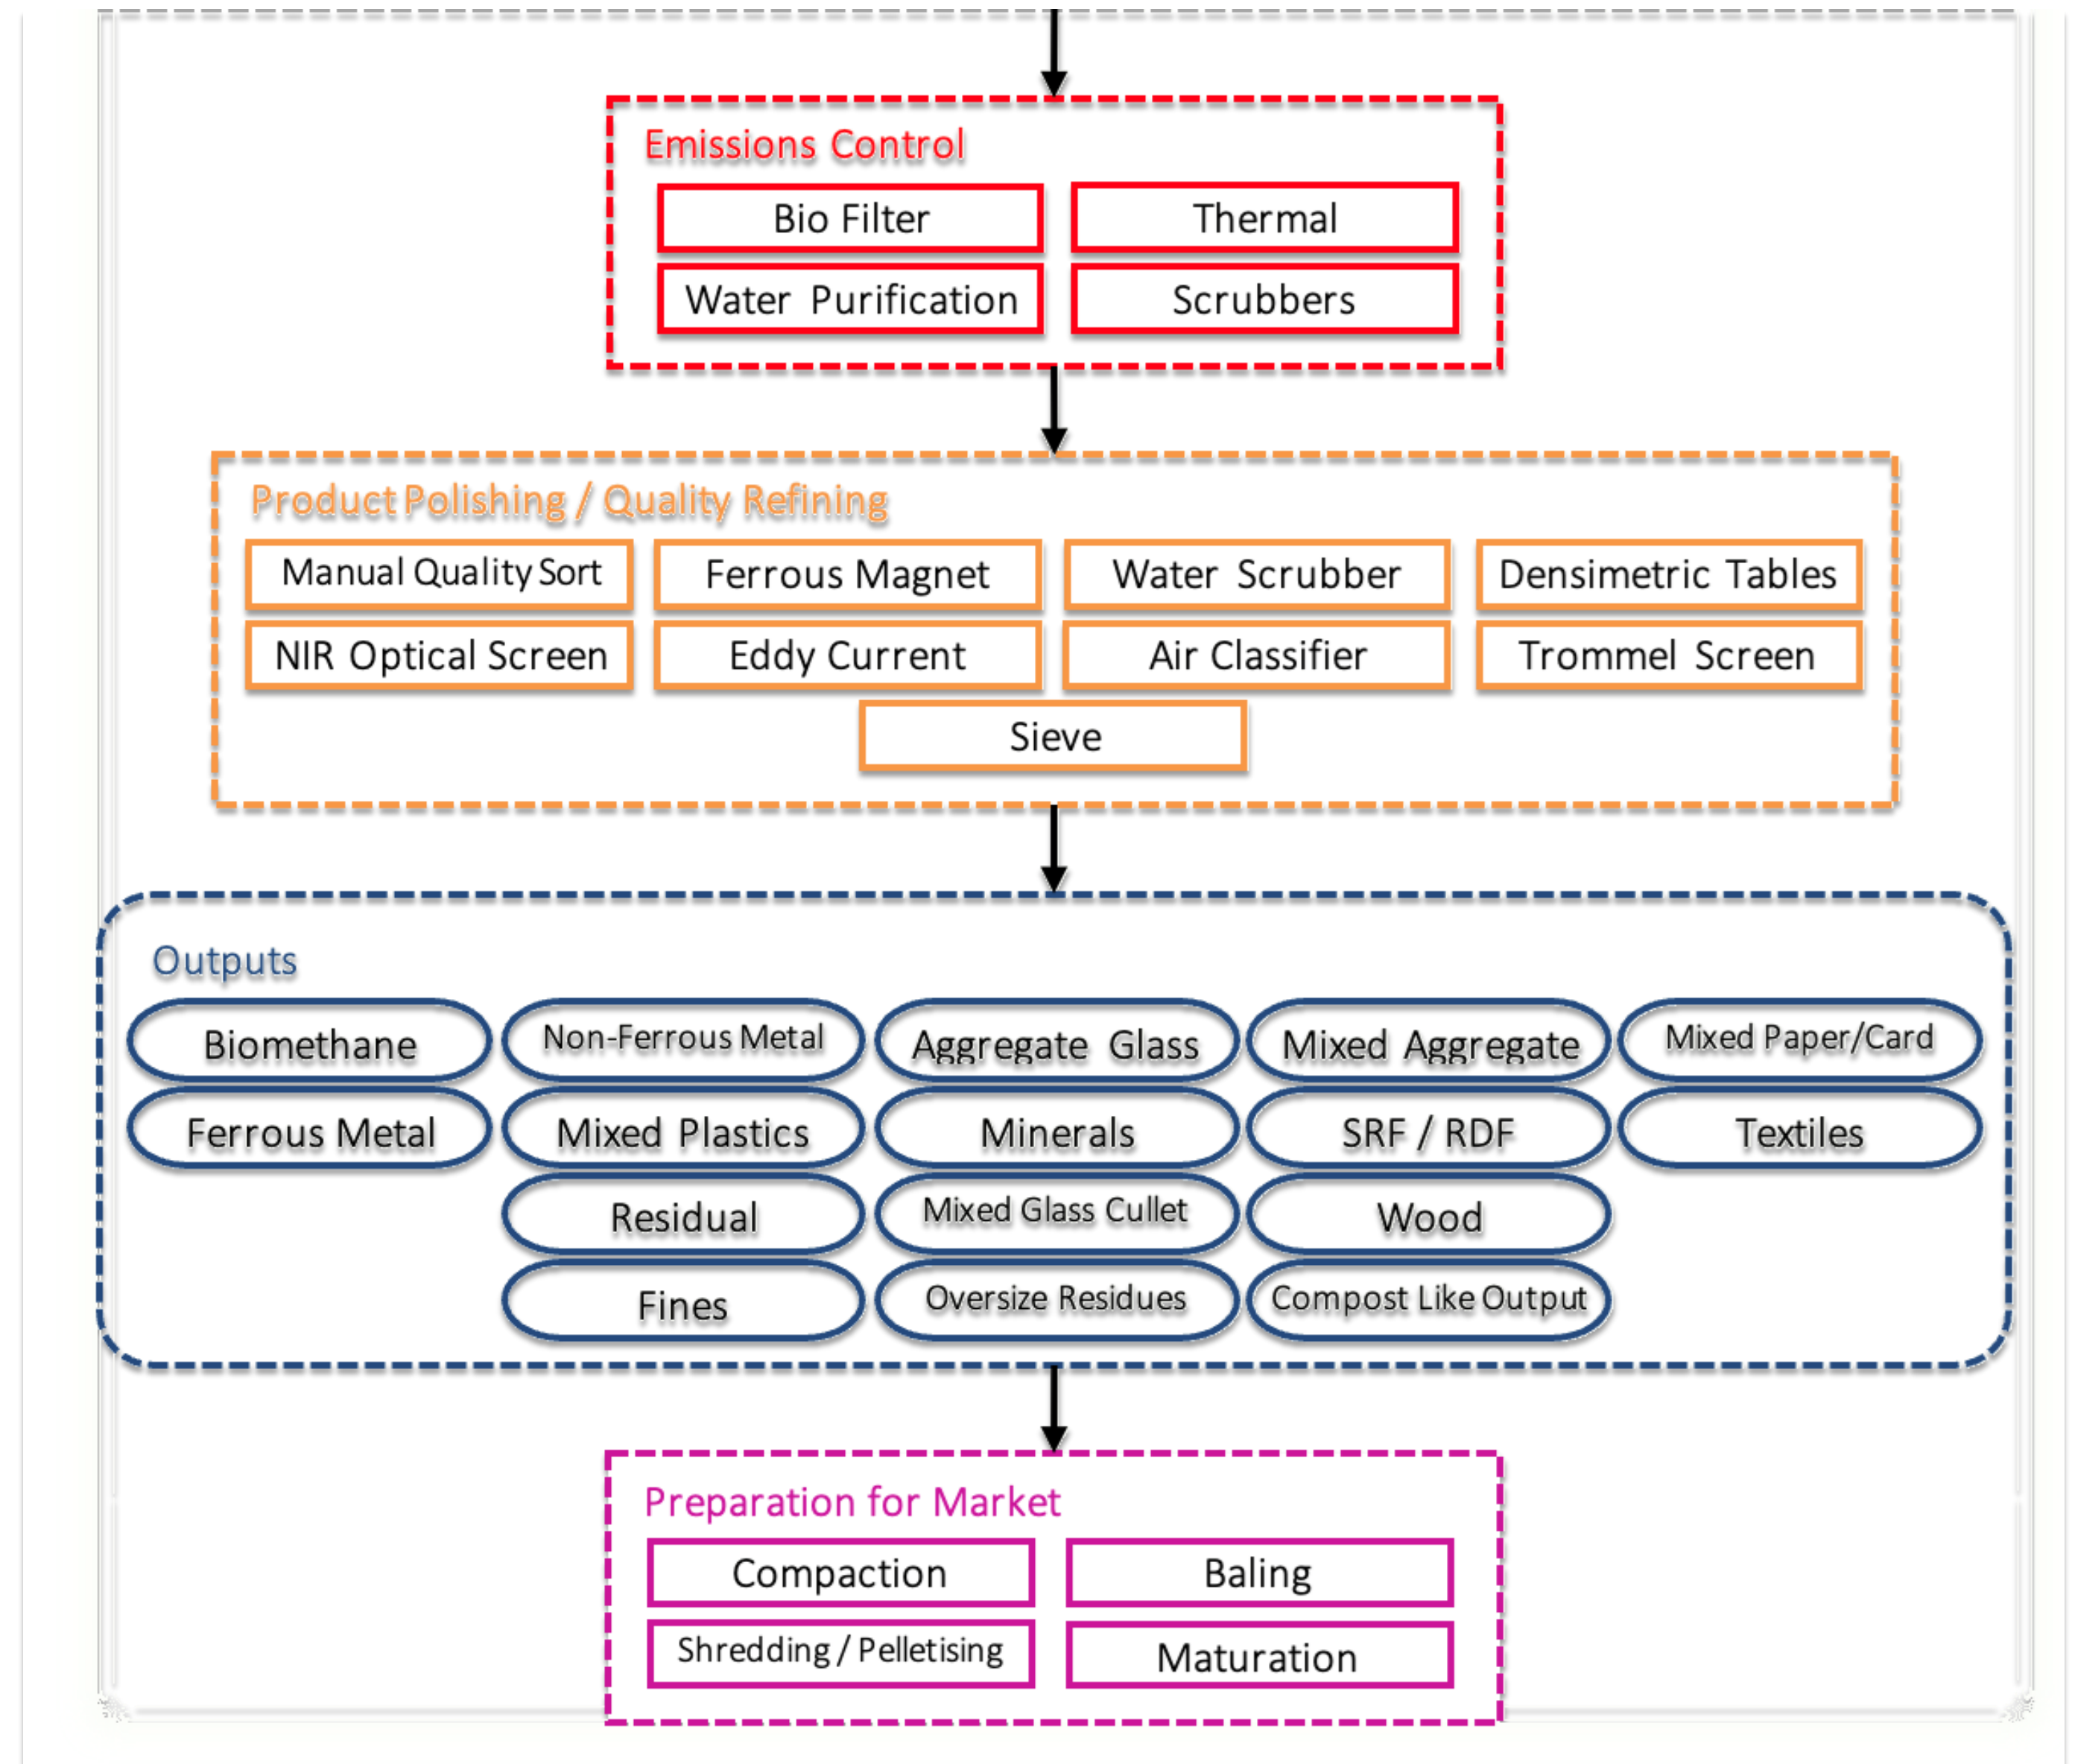 Emissions Control
Bio Filter
Thermal
Water Purification
Scrubbers
Product Polishing / Quality Refining
Manual Quality Sort
Ferrous Magnet
Water Scrubber
Densimetric Tables
NIR Optical Screen
Eddy Current
Air Classifier
Trommel Screen
Sieve
Outputs
Biomethane
Non-Ferrous Metal
Aggregate Glass
Mixed Aggregate
Mixed Paper/Card
Ferrous Metal
Mixed Plastics
Minerals
SRF / RDF
Textiles
Residual
Mixed Glass Cullet
Wood
Fines
Oversize Residues
Compost Like Output
Preparation for Market
Compaction
Baling
Shredding / Pelletising
Maturation